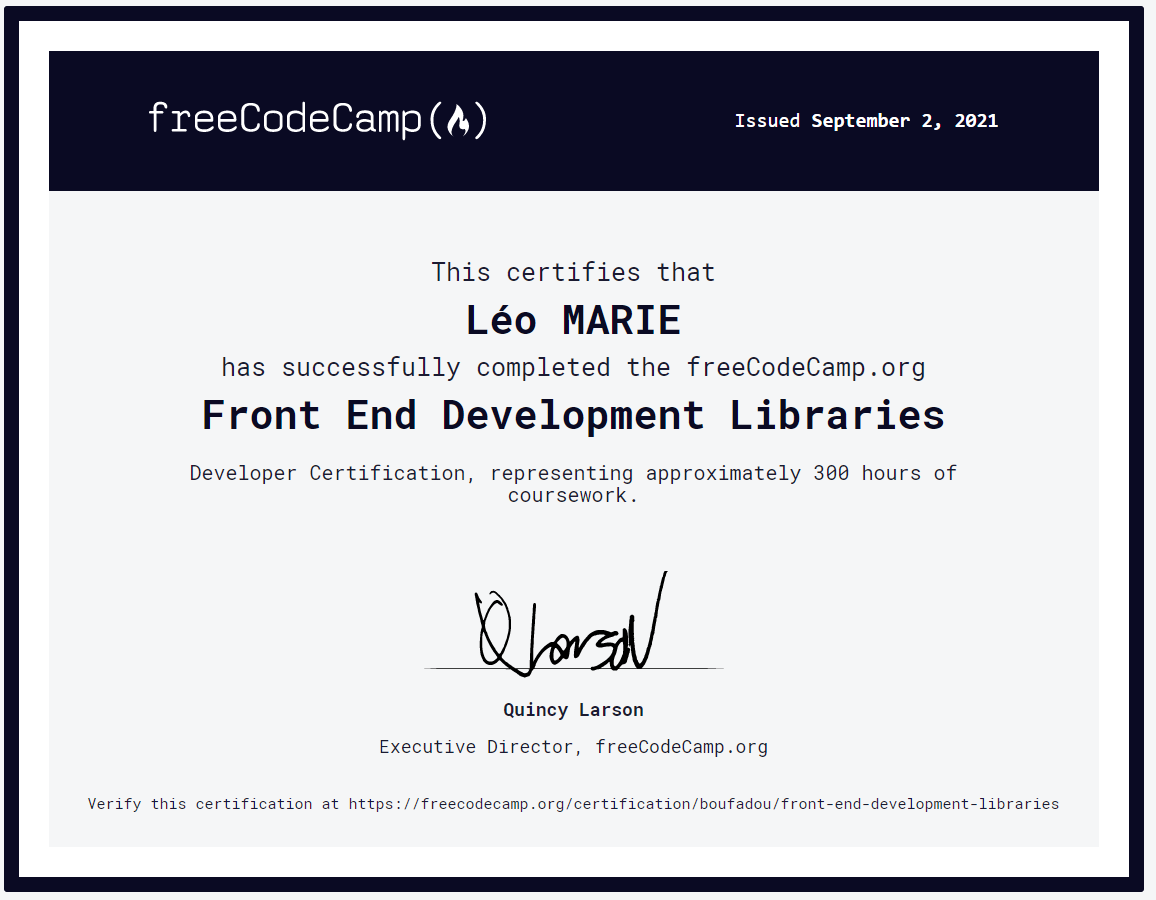 freeCodeCamp(🔥)
Issued September 2, 2021
This certifies that
Léo MARIE
has successfully completed the freeCodeCamp.org
Front End Development Libraries
Developer Certification, representing approximately 300 hours of
coursework.
Q Larson
Quincy Larson
Executive Director, freeCodeCamp.org
Verify this certification at https://freecodecamp.org/certification/boufadou/front-end-development-libraries